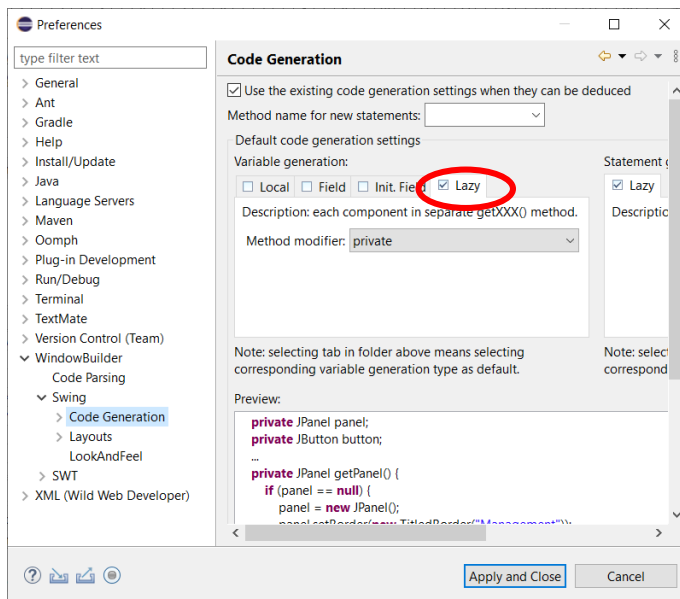 Preferences
type filter text
General
Ant
Gradle
Help
Install/Update
Java
Language Servers
Maven
Oomph
Plug-in Development
Run/Debug
Terminal
TextMate
Version Control (Team)
WindowBuilder
Code Parsing
Swing
Code Generation
Layouts
LookAndFeel
SWT
XML (Wild Web Developer)
Code Generation
Use the existing code generation settings when they can be deduced
Method name for new statements:
Default code generation settings
Variable generation:
Local Field Init. Field Lazy
Description: each component in separate getXXX() method.
Method modifier: private
Note: selecting tab in folder above means selecting
corresponding variable generation type as default.
Statement g
Lazy
Descriptio
Note: select
correspond
Preview:
private JPanel panel;
private JButton button;
...
private JPanel getPanel() {
if (panel == null) {
panel = new JPanel();
panel.setBorder(new TitledBorder("Management"));
Apply and Close
Cancel